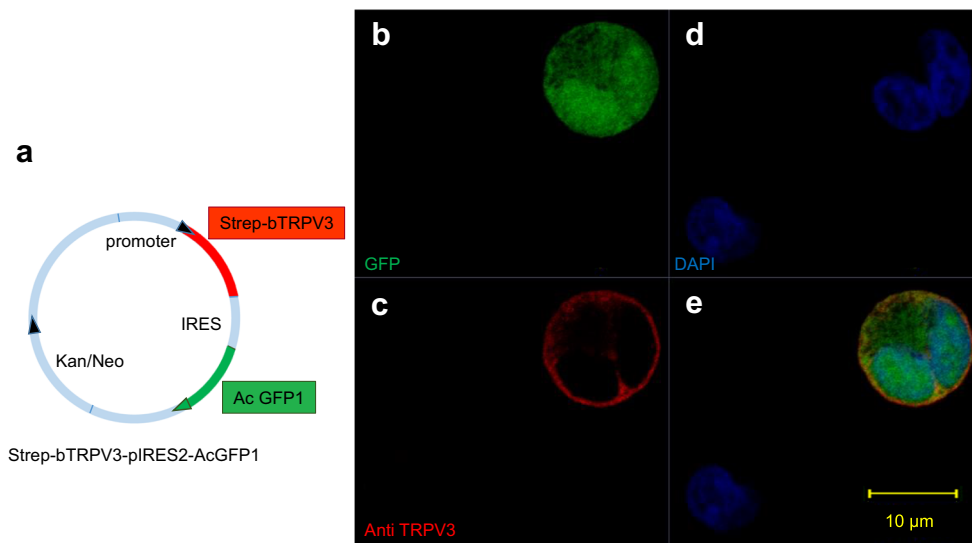 a
promoter
Strep-bTRPV3
IRES
Kan/Neo
Ac GFP1
Strep-bTRPV3-pIRES2-AcGFP1
b
GFP
d
DAPI
c
Anti TRPV3
e
10 μm